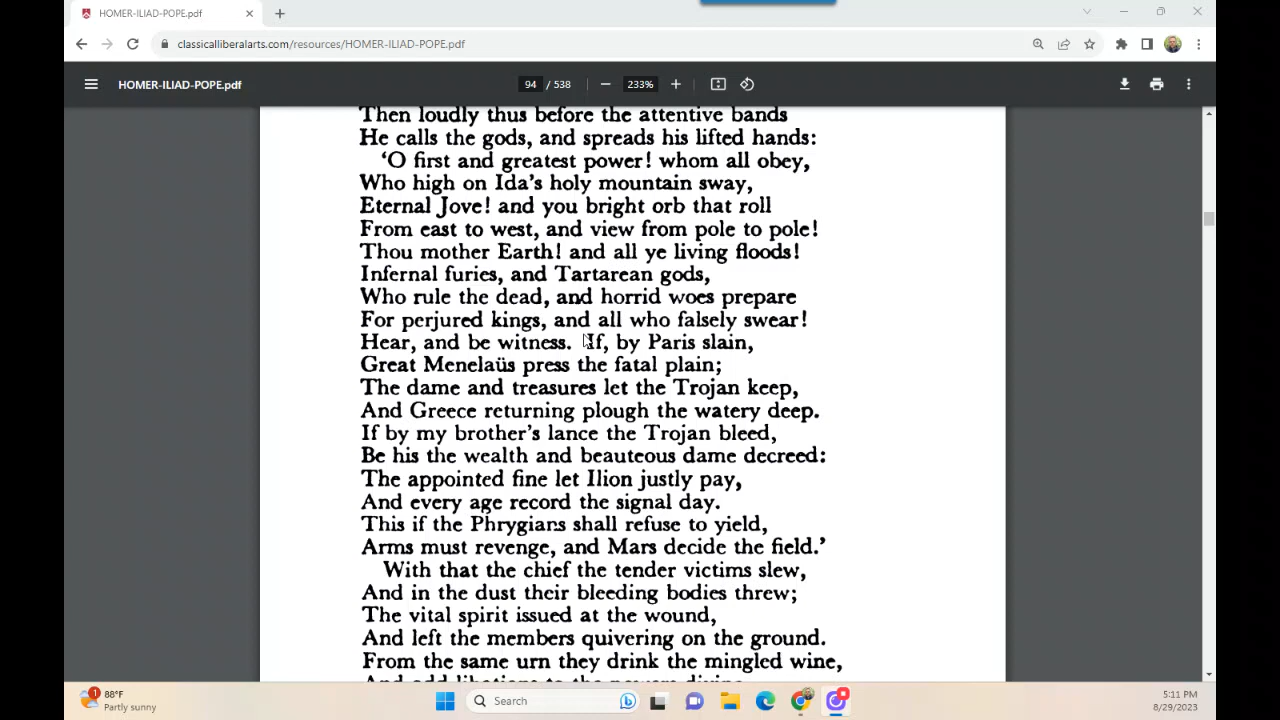 HOMER-ILIAD-POPE.pdf
classicalliberalarts.com/resources/HOMER-ILIAD-POPE.pdf
HOMER-ILIAD-POPE.pdf
94 / 538
233%
Then loudly thus before the attentive bands
He calls the gods, and spreads his lifted hands:
‘O first and greatest power! whom all obey,
Who high on Ida’s holy mountain sway,
Eternal Jove! and you bright orb that roll
From east to west, and view from pole to pole!
Thou mother Earth! and all ye living floods!
Infernal furies, and Tartarean gods,
Who rule the dead, and horrid woes prepare
For perjured kings, and all who falsely swear!
Hear, and be witness. If, by Paris slain,
Great Menelaüs press the fatal plain;
The dame and treasures let the Trojan keep,
And Greece returning plough the watery deep.
If by my brother’s lance the Trojan bleed,
Be his the wealth and beauteous dame decreed:
The appointed fine let Ilion justly pay,
And every age record the signal day.
This if the Phrygians shall refuse to yield,
Arms must revenge, and Mars decide the field.’
With that the chief the tender victims slew,
And in the dust their bleeding bodies threw;
The vital spirit issued at the wound,
And left the members quivering on the ground.
From the same urn they drink the mingled wine,
And add libations to the powers divine
1
88°F
Partly sunny
Search
5:11 PM
8/29/2023